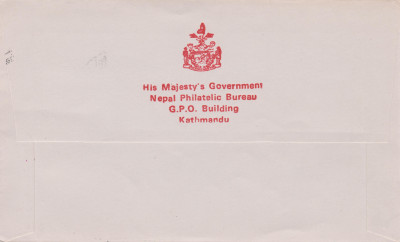 His Majesty's Government
Nepal Philatelic Bureau
G.P.O. Building
Kathmandu